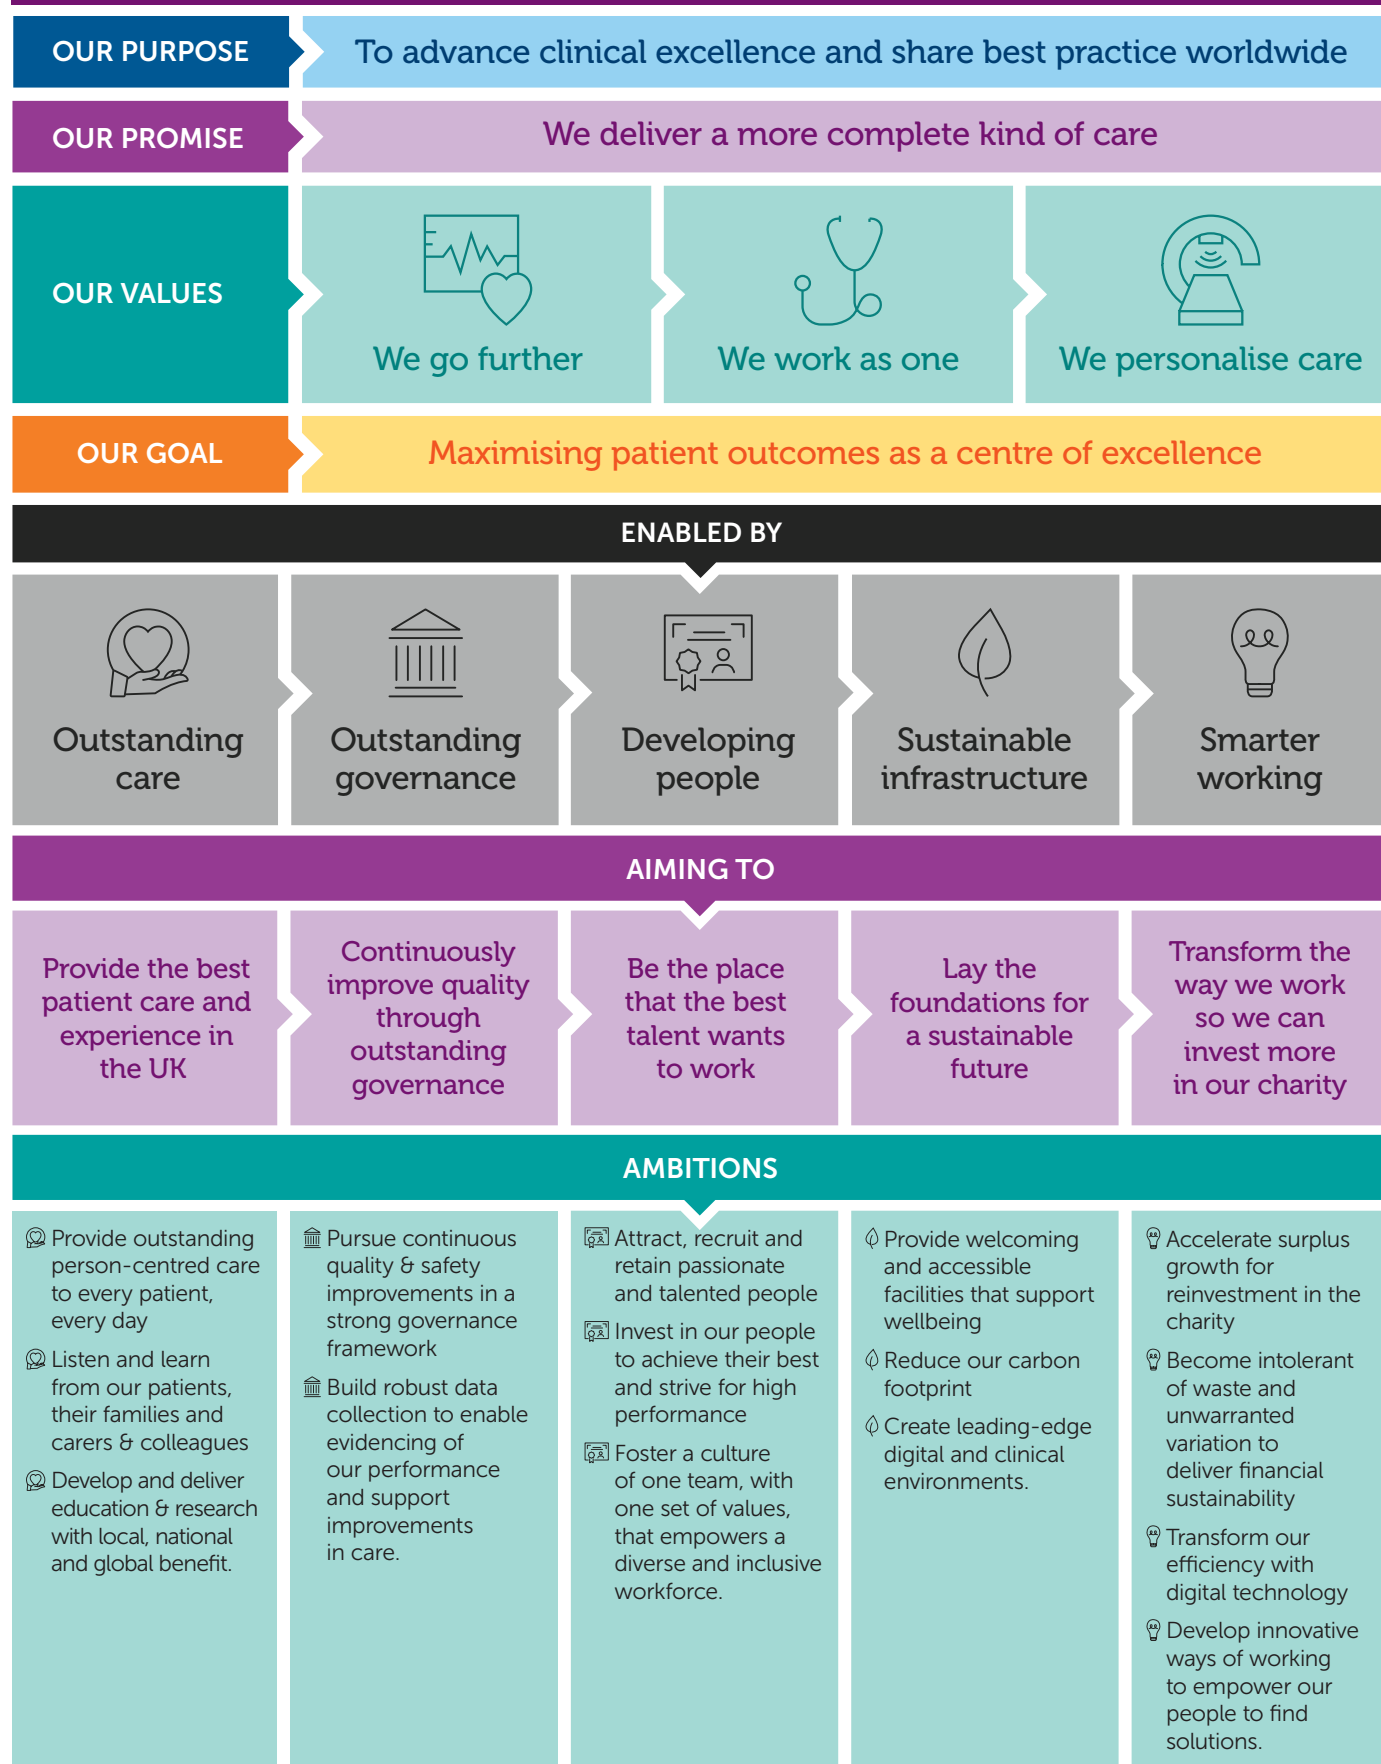 OUR PURPOSE
To advance clinical excellence and share best practice worldwide
OUR PROMISE
We deliver a more complete kind of care
OUR VALUES
We go further
We work as one
We personalise care
OUR GOAL
Maximising patient outcomes as a centre of excellence
ENABLED BY
Outstanding
care
Outstanding
governance
Developing
people
Sustainable
infrastructure
Smarter
working
AIMING TO
Provide the best
patient care and
experience in
the UK
Continuously
improve quality
through
outstanding
governance
Be the place
that the best
talent wants
to work
Lay the
foundations for
a sustainable
future
Transform the
way we work
so we can
invest more
in our charity
AMBITIONS
Provide outstanding
person-centred care
to every patient,
every day
Listen and learn
from our patients,
their families and
carers & colleagues
Develop and deliver
education & research
with local, national
and global benefit.
Pursue continuous
quality & safety
improvements in a
strong governance
framework
Build robust data
collection to enable
evidencing of
our performance
and support
improvements
in care.
Attract, recruit and
retain passionate
and talented people
Invest in our people
to achieve their best
and strive for high
performance
Foster a culture
of one team, with
one set of values,
that empowers a
diverse and inclusive
workforce.
Provide welcoming
and accessible
facilities that support
wellbeing
Reduce our carbon
footprint
Create leading-edge
digital and clinical
environments.
Accelerate surplus
growth for
reinvestment in the
charity
Become intolerant
of waste and
unwarranted
variation to
deliver financial
sustainability
Transform our
efficiency with
digital technology
Develop innovative
ways of working
to empower our
people to find
solutions.